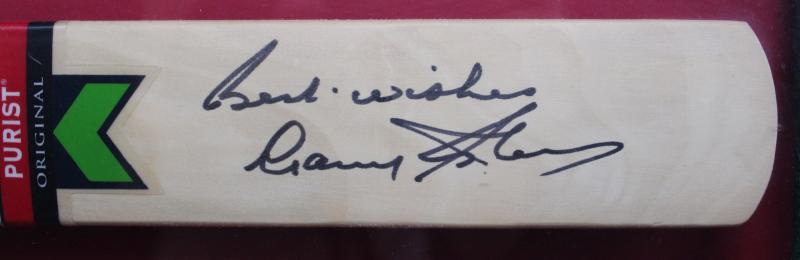 PURIST®
ORIGINAL /
Best wishes